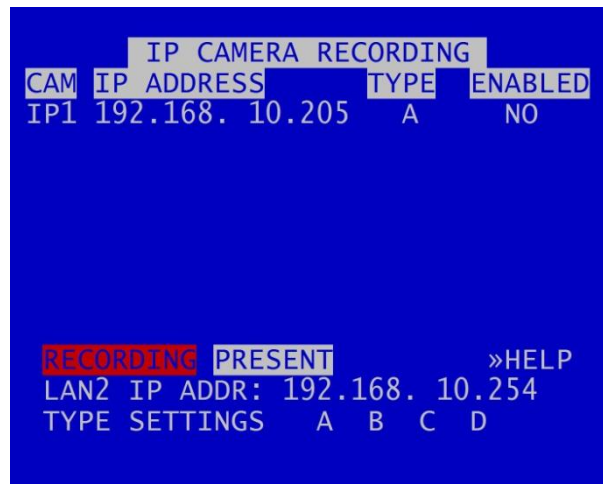 IP CAMERA RECORDING
CAM IP ADDRESS TYPE ENABLED
IP1 192.168. 10.205 A NO
RECORDING PRESENT »HELP
LAN2 IP ADDR: 192.168. 10.254
TYPE SETTINGS A B C D